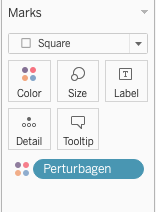 Marks
Square
Color Size Label
Detail Tooltip
Perturbagen